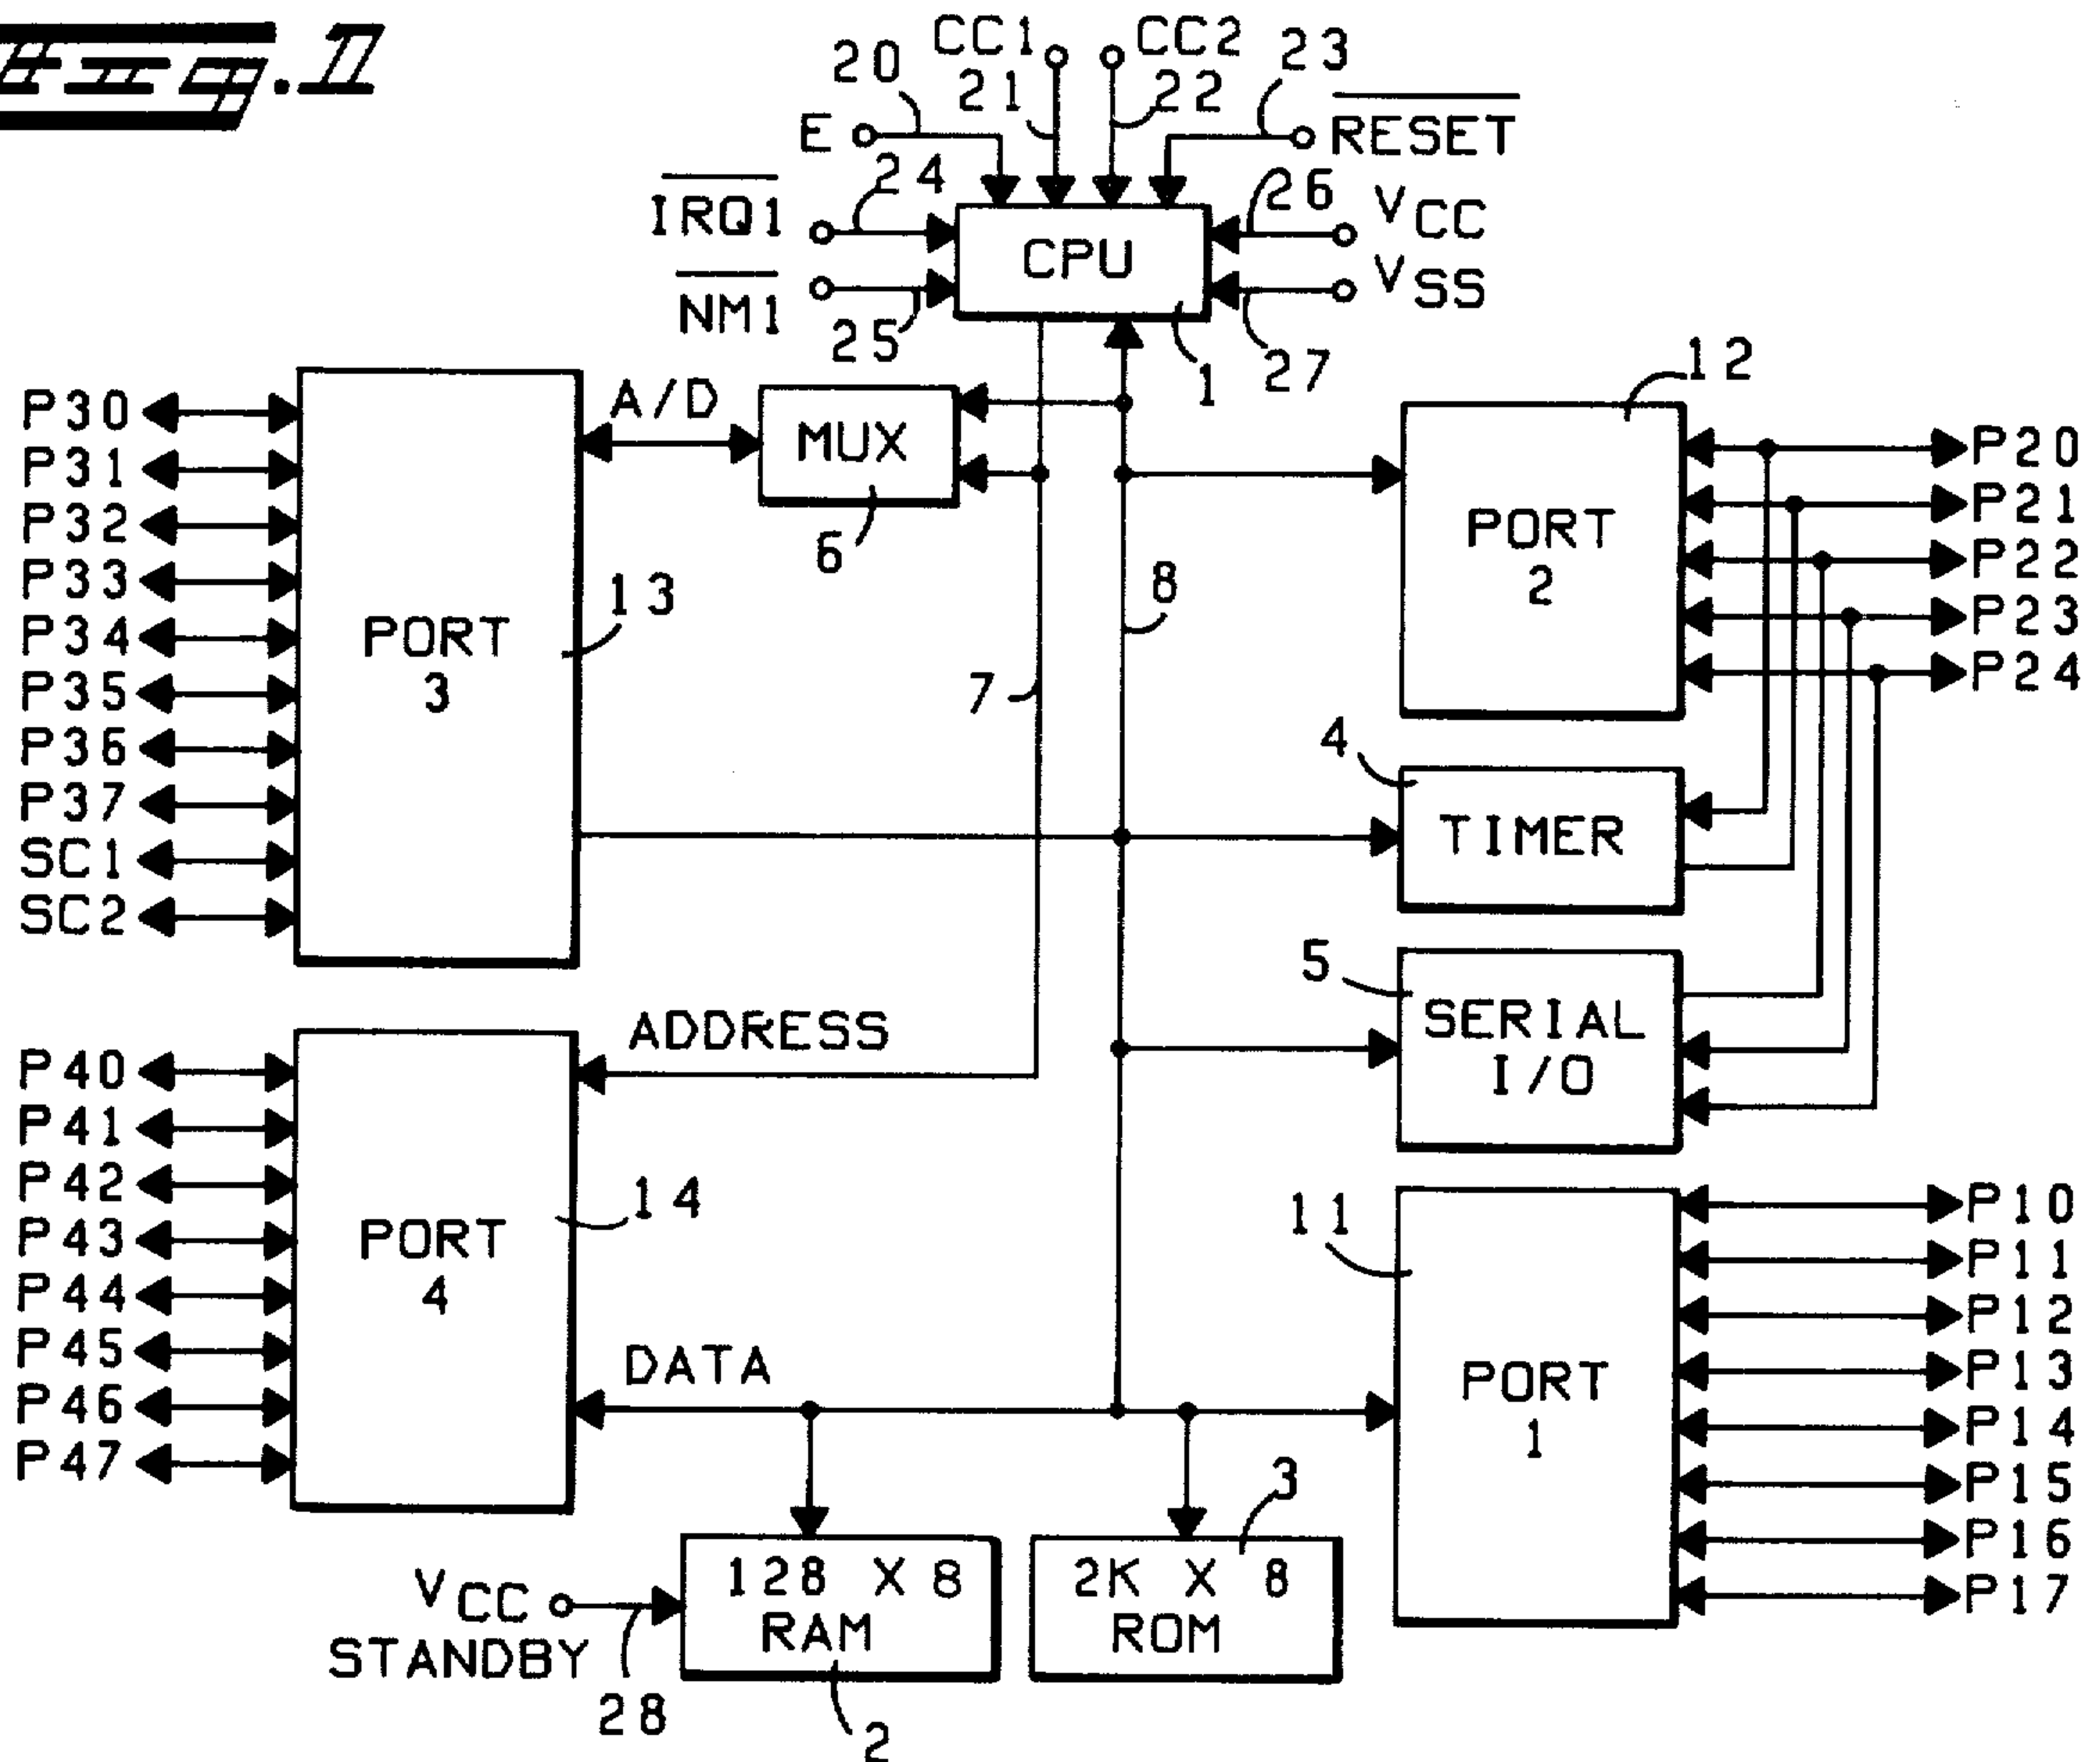 Fig. 1
CC1
CC2
20
21
22
23
E
RESET
24
26
IRQ1
VCC
CPU
NM1
VSS
25
1
27
12
P30
A/D
MUX
P20
P31
P21
P32
6
PORT
2
P22
P33
13
8
P23
P34
PORT
3
P24
P35
7
P36
4
P37
TIMER
SC1
SC2
5
ADDRESS
SERIAL
I/O
P40
P41
P42
14
11
P10
P43
PORT
4
P11
P44
P12
P45
DATA
PORT
1
P13
P46
P14
P47
3
P15
128 X 8
RAM
2K X 8
ROM
P16
VCC
STANDBY
P17
28
2